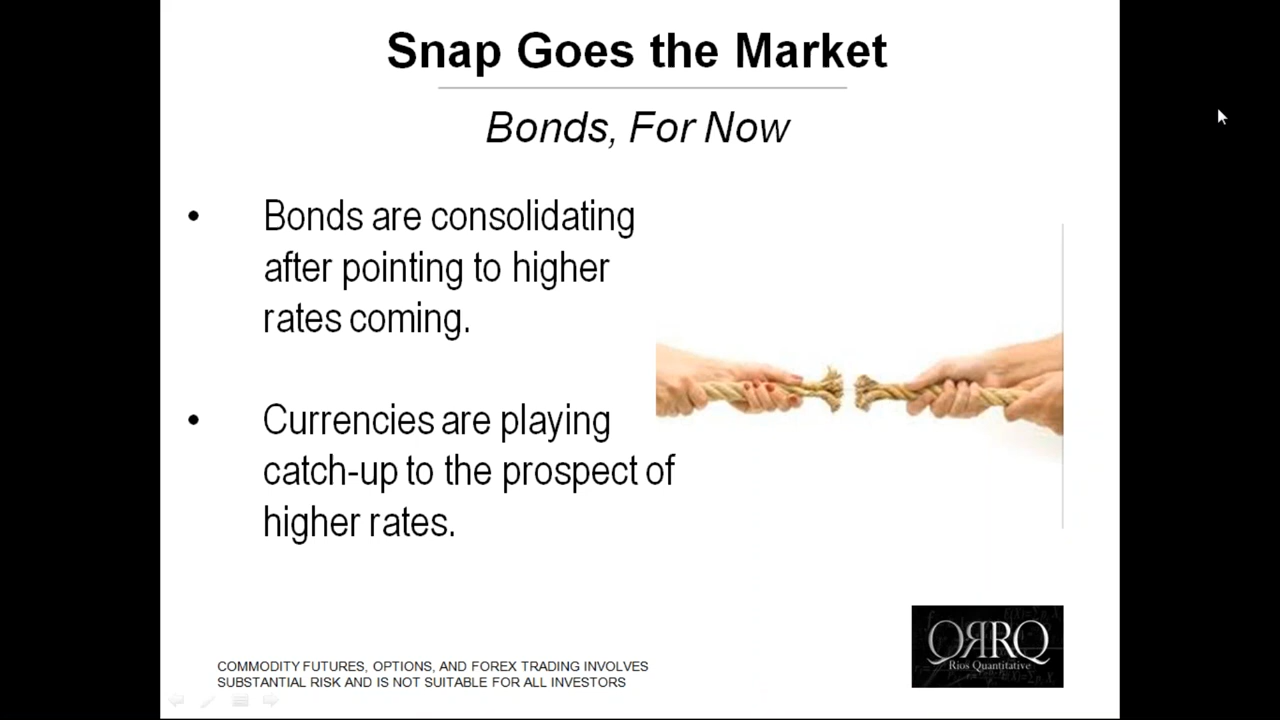 Snap Goes the Market
Bonds, For Now
• Bonds are consolidating
after pointing to higher
rates coming.
• Currencies are playing
catch-up to the prospect of
higher rates.
COMMODITY FUTURES, OPTIONS, AND FOREX TRADING INVOLVES
SUBSTANTIAL RISK AND IS NOT SUITABLE FOR ALL INVESTORS
Rios Quantitative